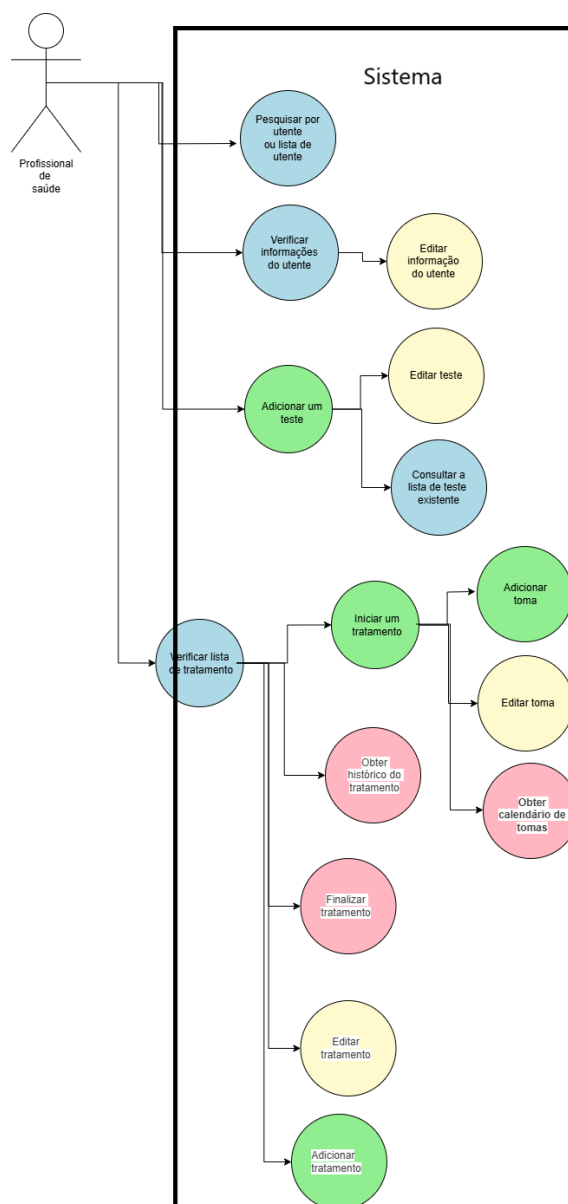 Sistema
Profissional
de
saúde
Pesquisar por
utente
ou lista de
utente
Verificar
informações
do utente
Editar
informação
do utente
Editar teste
Adicionar um
teste
Consultar a
lista de teste
existente
Adicionar
toma
Iniciar um
tratamento
Verificar lista
de tratamento
Editar toma
Obter
histórico do
tratamento
Obter
calendário de
tomas
Finalizar
tratamento
Editar
tratamento
Adicionar
tratamento